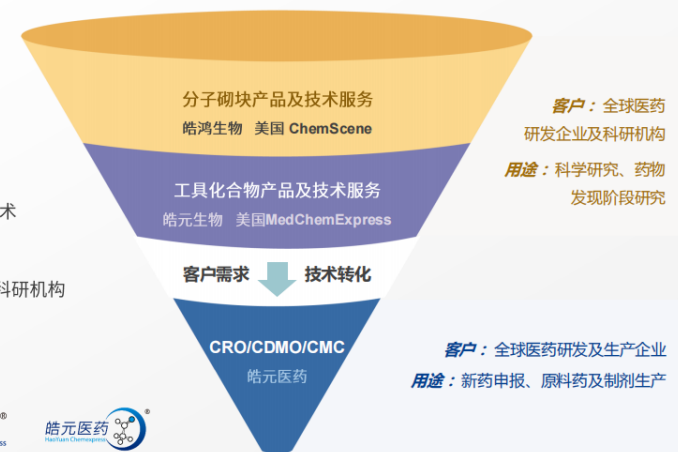 分子砌块产品及技术服务
皓鸿生物 美国 ChemScene
客户： 全球医药
研发企业及科研机构
用途： 科学研究、药物
发现阶段研究
工具化合物产品及技术服务
皓元生物 美国MedChemExpress
术
科研机构
客户需求 技术转化
CRO/CDMO/CMC
皓元医药
客户： 全球医药研发及生产企业
用途： 新药申报、原料药及制剂生产
®
ss
皓元医药 ®
HaoYuan Chemexpress